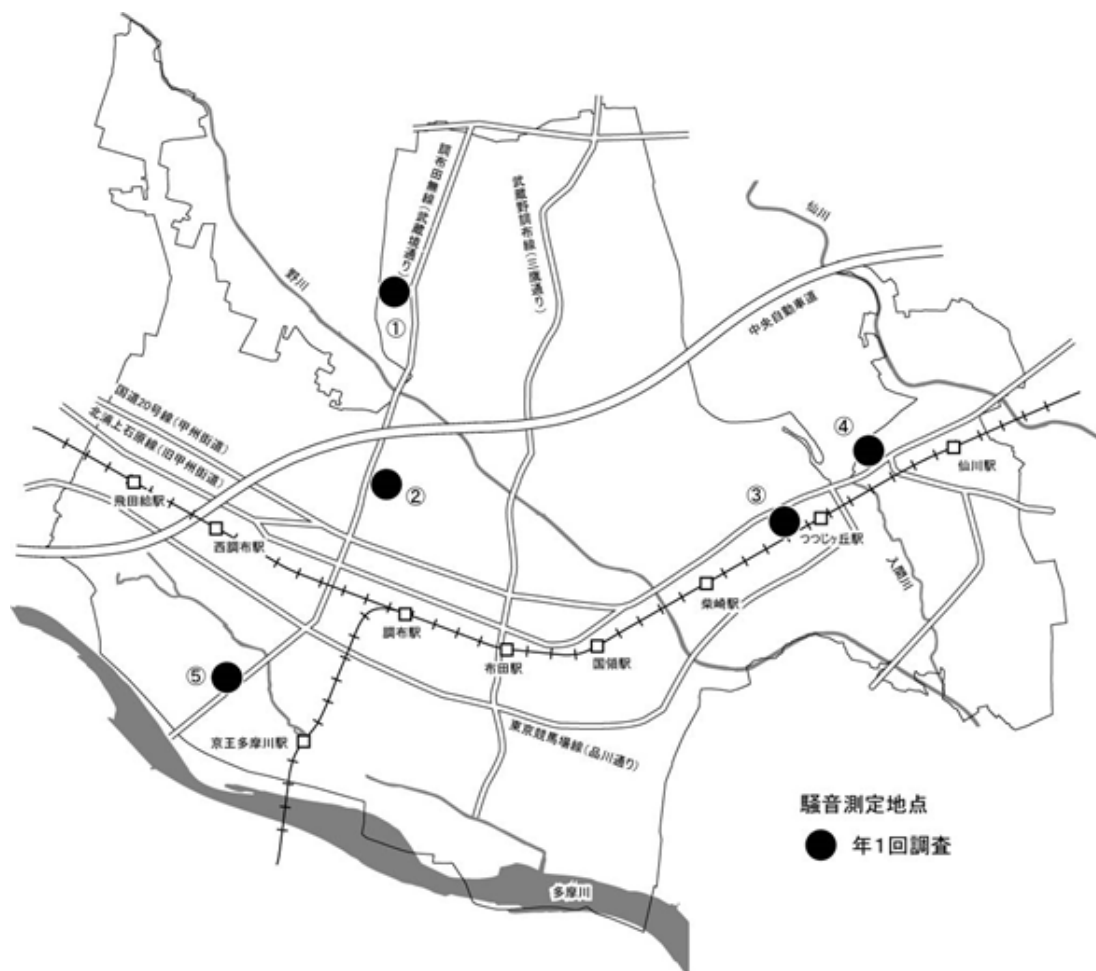 調布田無線(武蔵境通り)
武蔵野調布線(三鷹通り)
仙川
野川
中央自動車道
①
国道20号線(甲州街道)
北浦上石原線(旧甲州街道)
④
仙川駅
飛田給駅
②
③
西調布駅
つつじヶ丘駅
入間川
柴崎駅
調布駅
布田駅
国領駅
⑤
京王多摩川駅
東京競馬場線(品川通り)
騒音測定地点
年1回調査
多摩川